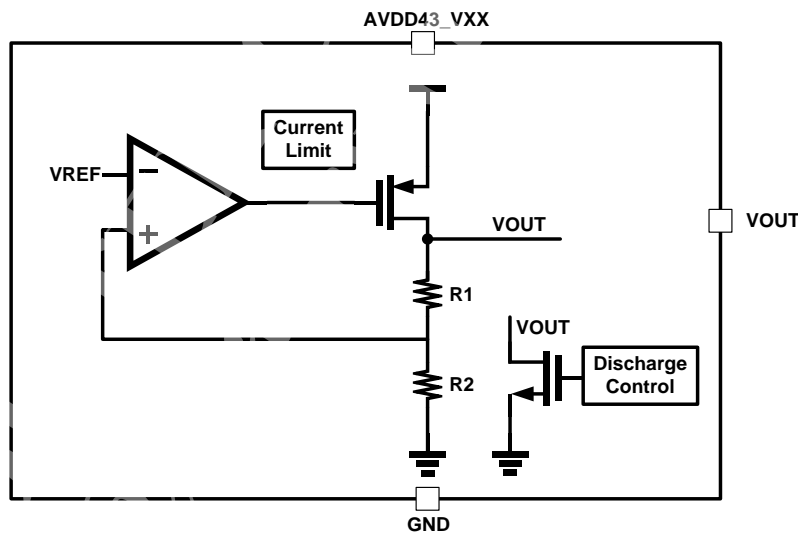 AVDD43_VXX
Current
Limit
VREF
−
+
VOUT
VOUT
R1
VOUT
Discharge
Control
R2
GND